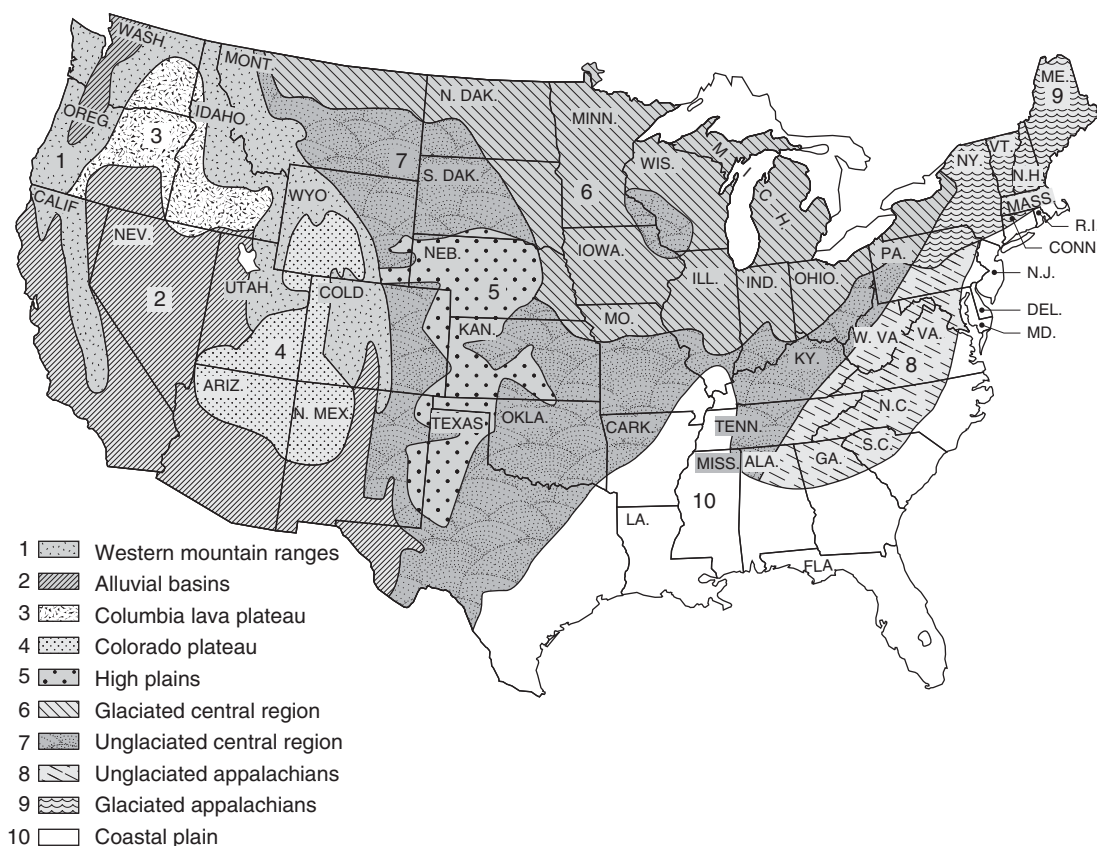 WASH.
MONT.
N. DAK.
MINN.
ME.
9
OREG.
IDAHO.
3
1
7
WIS.
M
I
C
H.
NY.
VT.
N.H.
S. DAK.
6
MASS.
R.I.
CONN.
CALIF.
WYO
NEV.
NEB.
IOWA.
PA.
N.J.
2
UTAH.
COLD.
5
ILL.
IND.
OHIO.
DEL.
MD.
KAN.
MO.
W. VA.
VA.
4
KY.
8
ARIZ.
N. MEX.
TEXAS
OKLA.
CARK.
TENN.
N.C.
S.C.
MISS.
ALA.
GA.
10
LA.
FLA.
1 Western mountain ranges
2 Alluvial basins
3 Columbia lava plateau
4 Colorado plateau
5 High plains
6 Glaciated central region
7 Unglaciated central region
8 Unglaciated appalachians
9 Glaciated appalachians
10 Coastal plain